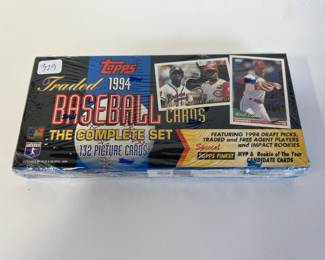 329
TOPPS
Traded 1994
BASEBALL
CARDS
THE COMPLETE SET
132 PICTURE CARDS
FEATURING 1994 DRAFT PICKS,
TRADED and FREE AGENT PLAYERS
and IMPACT ROOKIES
Special
TOPPS FINEST
MVP & Rookie of The Year
CANDIDATE CARDS